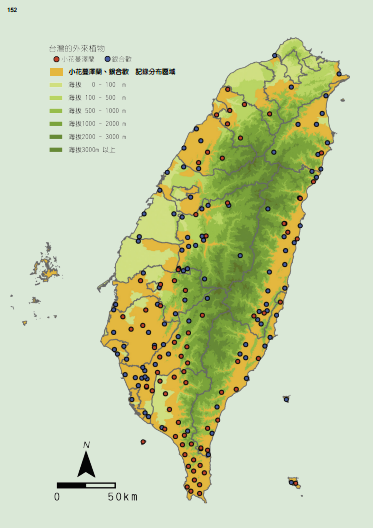 152
台灣的外來植物
小花蔓澤蘭 銀合歡
小花蔓澤蘭、銀合歡 記錄分布區域
海拔 0 - 100 m
海拔 100 - 500 m
海拔 500 - 1000 m
海拔1000 - 2000 m
海拔2000 - 3000 m
海拔3000m 以上
N
0 50km